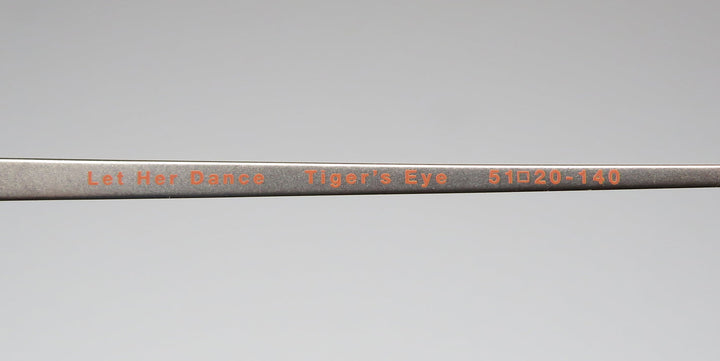 Let Her Dance Tiger's Eye 51□20-140